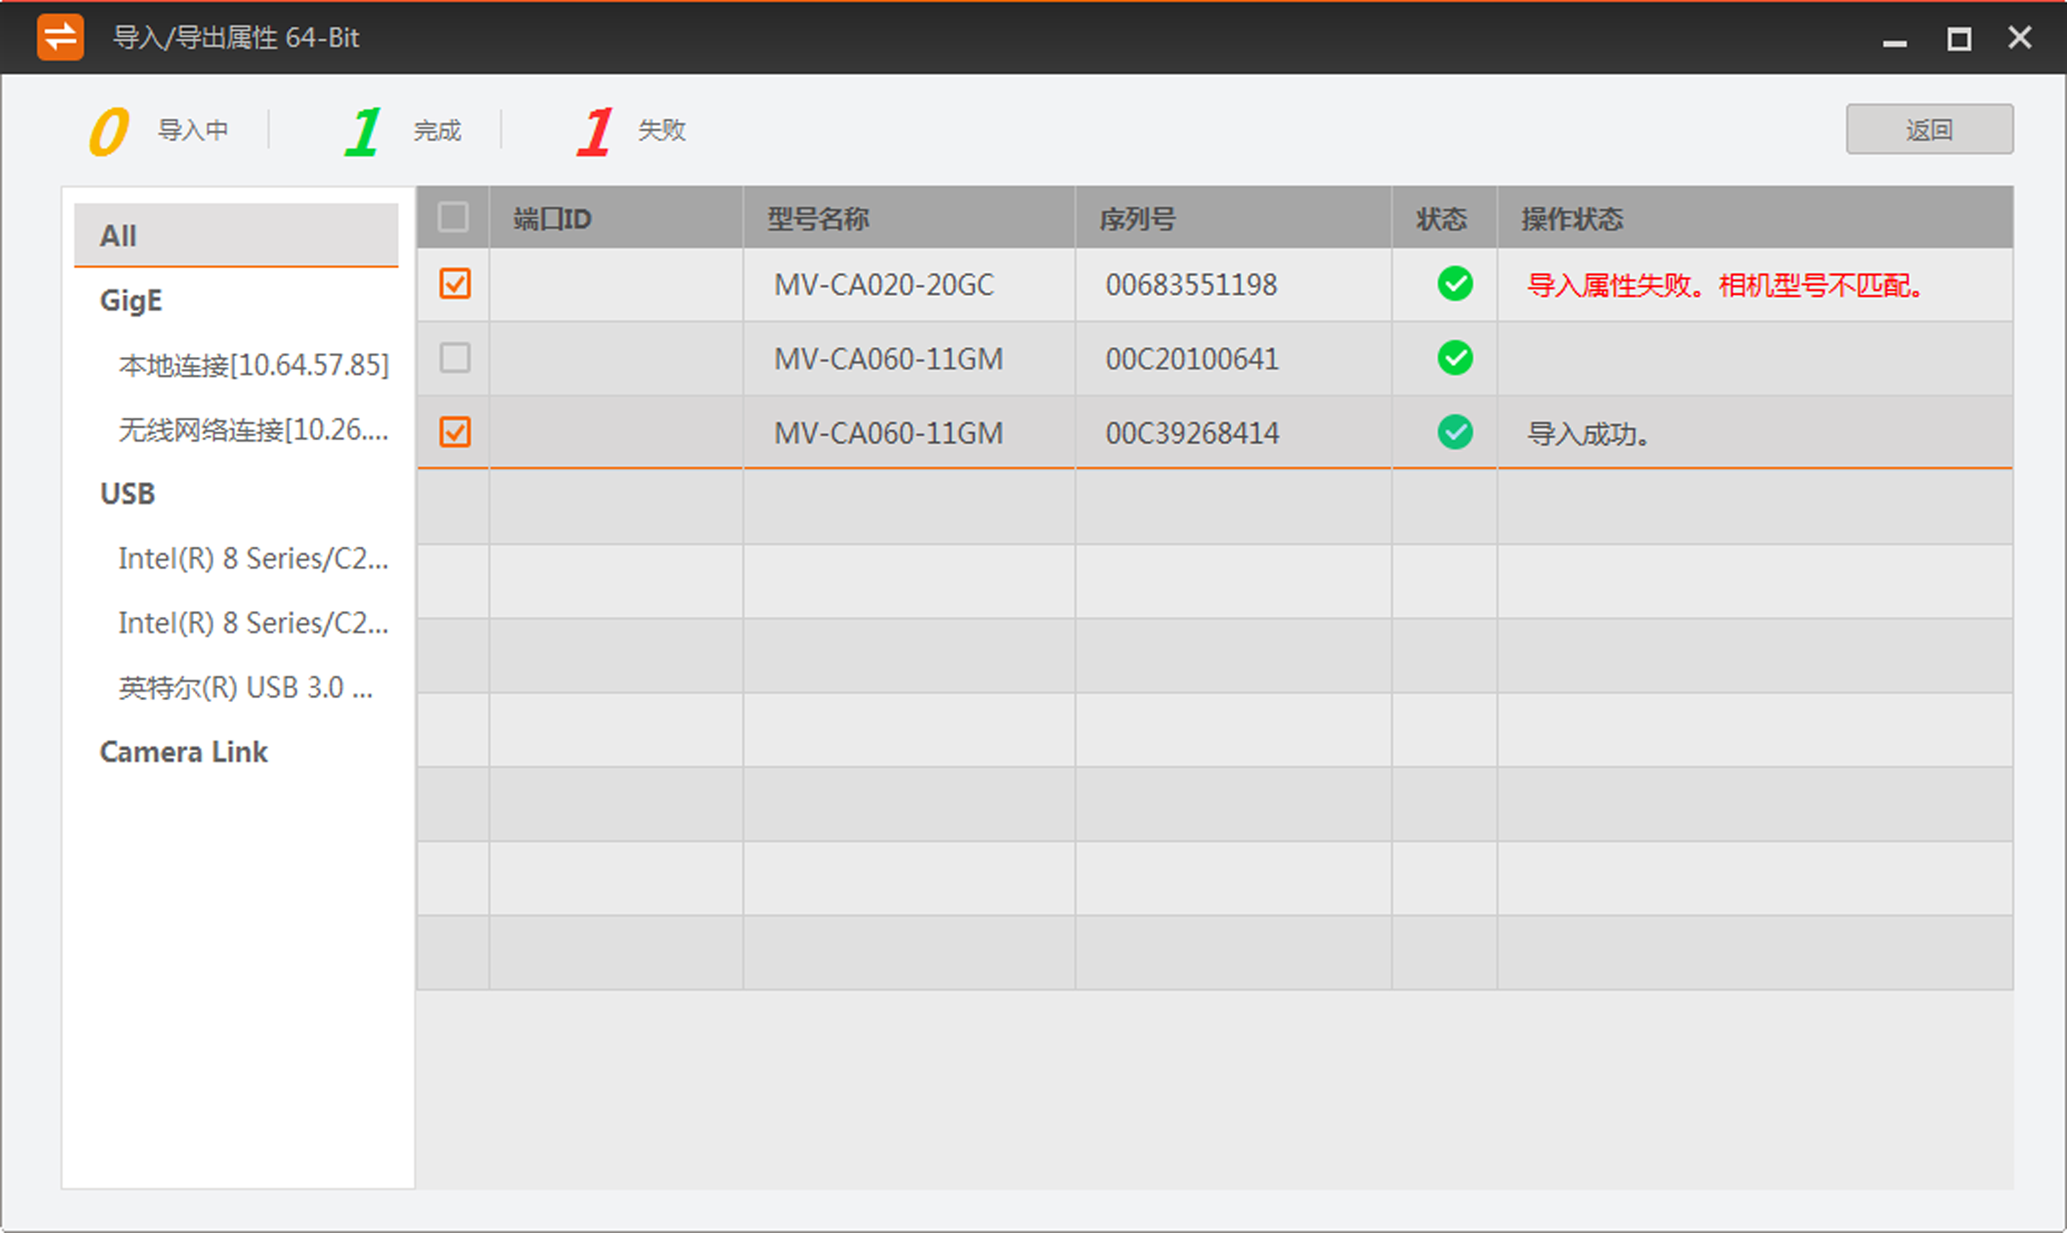 导入/导出属性 64-Bit
0 导入中 1 完成 1 失败 返回
All
GigE
本地连接[10.64.57.85]
无线网络连接[10.26....
USB
Intel(R) 8 Series/C2...
Intel(R) 8 Series/C2...
英特尔(R) USB 3.0 ...
Camera Link
端口ID 型号名称 序列号 状态 操作状态
MV-CA020-20GC 00683551198 导入属性失败。相机型号不匹配。
MV-CA060-11GM 00C20100641
MV-CA060-11GM 00C39268414 导入成功。